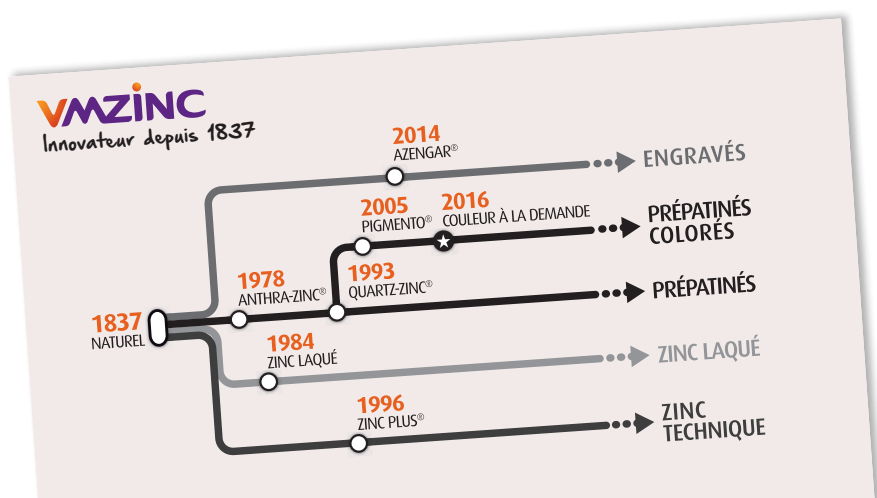 VMZINC
Innovateur depuis 1837
2014
AZENGAR®
ENGRAVÉS
2005
PIGMENTO®
2016
COULEUR À LA DEMANDE
PRÉPATINÉS
COLORÉS
1978
ANTHRA-ZINC®
1993
QUARTZ-ZINC®
PRÉPATINÉS
1837
NATUREL
1984
ZINC LAQUÉ
ZINC LAQUÉ
1996
ZINC PLUS®
ZINC
TECHNIQUE